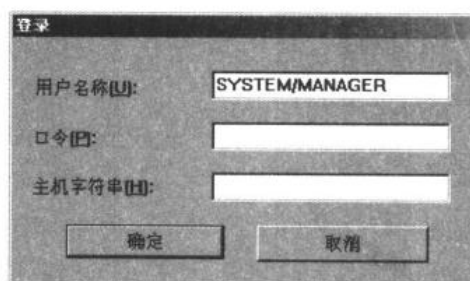 登录
用户名称(U):
SYSTEM/MANAGER
口令(P):
主机字符串(H):
确定
取消